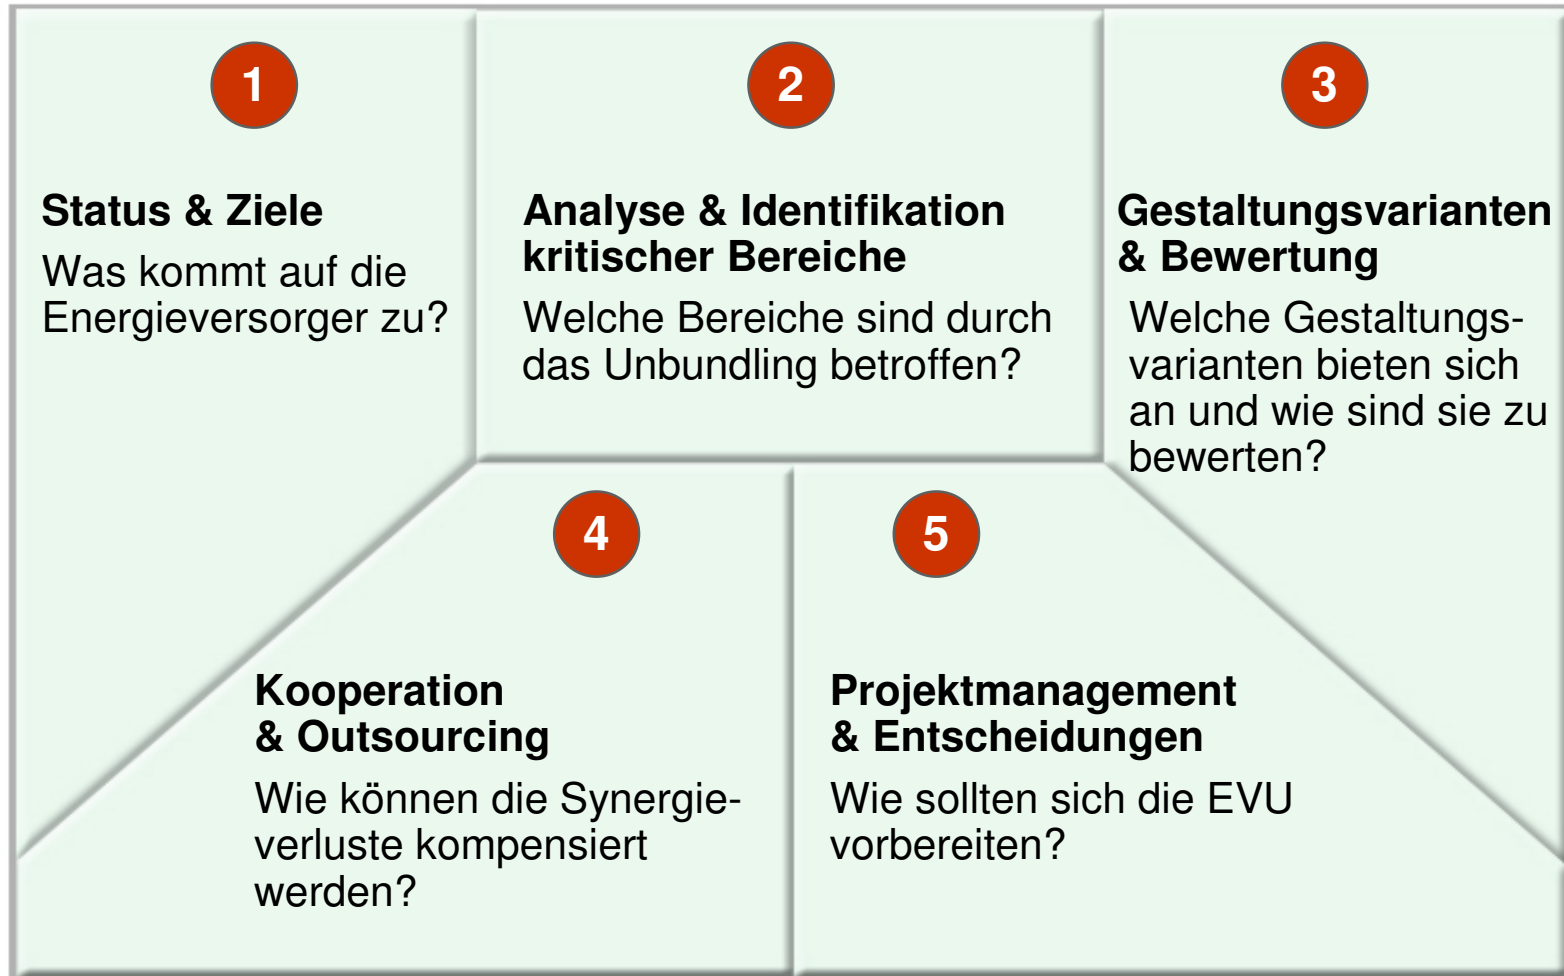 1
Status & Ziele
Was kommt auf die
Energieversorger zu?
2
Analyse & Identifikation
kritischer Bereiche
Welche Bereiche sind durch
das Unbundling betroffen?
3
Gestaltungsvarianten
& Bewertung
Welche Gestaltungs-
varianten bieten sich
an und wie sind sie zu
bewerten?
4
Kooperation
& Outsourcing
Wie können die Synergie-
verluste kompensiert
werden?
5
Projektmanagement
& Entscheidungen
Wie sollten sich die EVU
vorbereiten?